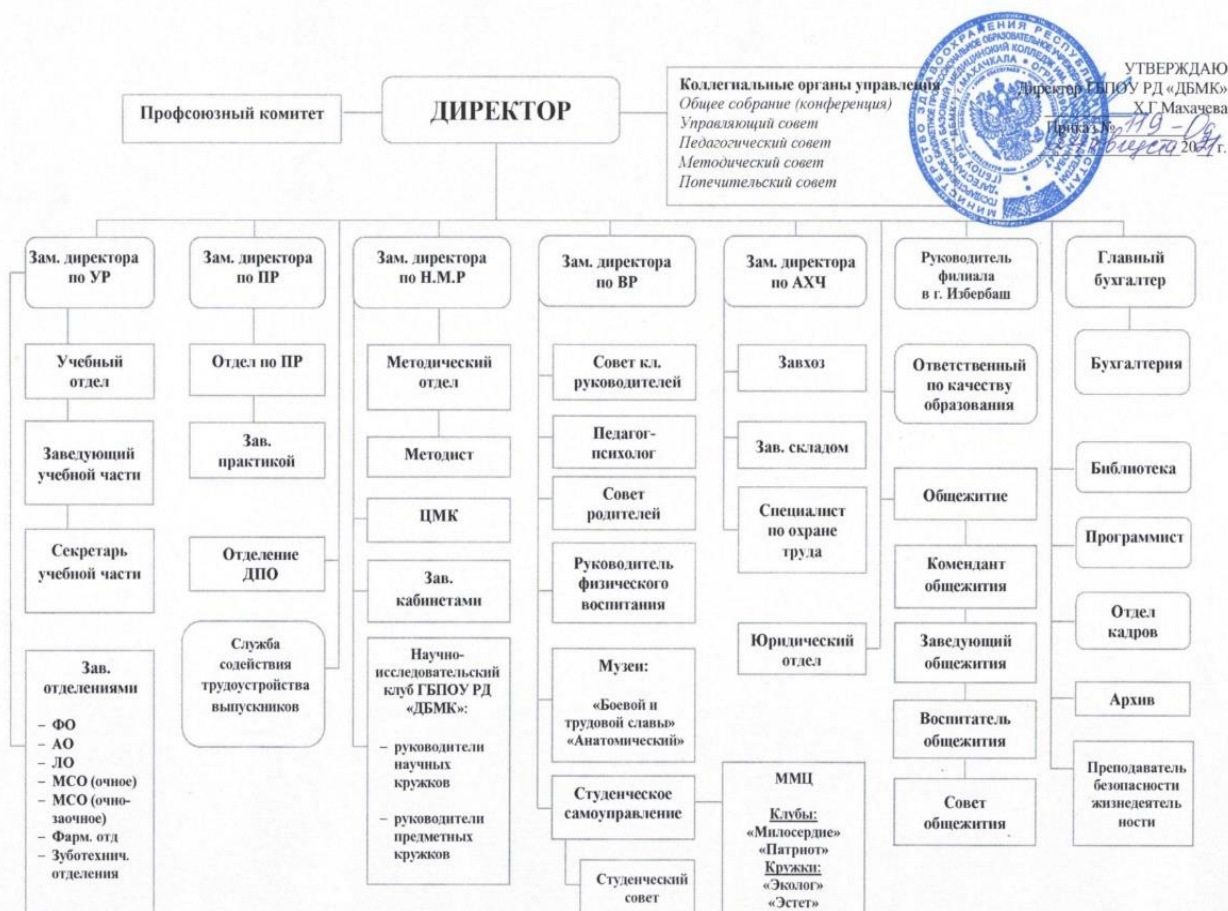 Профсоюзный комитет
ДИРЕКТОР
Коллегиальные органы управления
Общее собрание (конференция)
Управляющий совет
Педагогический совет
Методический совет
Попечительский совет
УТВЕРЖДАЮ
Директор ГБПОУ РД «ДБМК»
Х.Г.Махачева
Приказ № 119-Од
августа 2021 г.
Зам. директора
по УР
Зам. директора
по ПР
Зам. директора
по Н.М.Р
Зам. директора
по ВР
Зам. директора
по АХЧ
Руководитель
филиала
в г. Избербаш
Главный
бухгалтер
Учебный
отдел
Заведующий
учебной части
Секретарь
учебной части
Зав.
отделениями
– ФО
– АО
– ЛО
– МСО (очное)
– МСО (очно-
заочное)
– Фарм. отд
– Зуботехнич.
отделения
Отдел по ПР
Зав.
практикой
Отделение
ДПО
Служба
содействия
трудоустройства
выпускников
Методический
отдел
Методист
ЦМК
Зав.
кабинетами
Научно-
исследовательский
клуб ГБПОУ РД
«ДБМК»:
– руководители
научных
кружков
– руководители
предметных
кружков
Совет кл.
руководителей
Педагог-
психолог
Совет
родителей
Руководитель
физического
воспитания
Музеи:
«Боевой и
трудовой славы»
«Анатомический»
Студенческое
самоуправление
Студенческий
совет
Завхоз
Зав. складом
Специалист
по охране
труда
Юридический
отдел
ММЦ
Клубы:
«Милосердие»
«Патриот»
Кружки:
«Эколог»
«Эстет»
Ответственный
по качеству
образования
Общежитие
Комендант
общежития
Заведующий
общежития
Воспитатель
общежития
Совет
общежития
Бухгалтерия
Библиотека
Программист
Отдел
кадров
Архив
Преподаватель
безопасности
жизнедеятель
ности